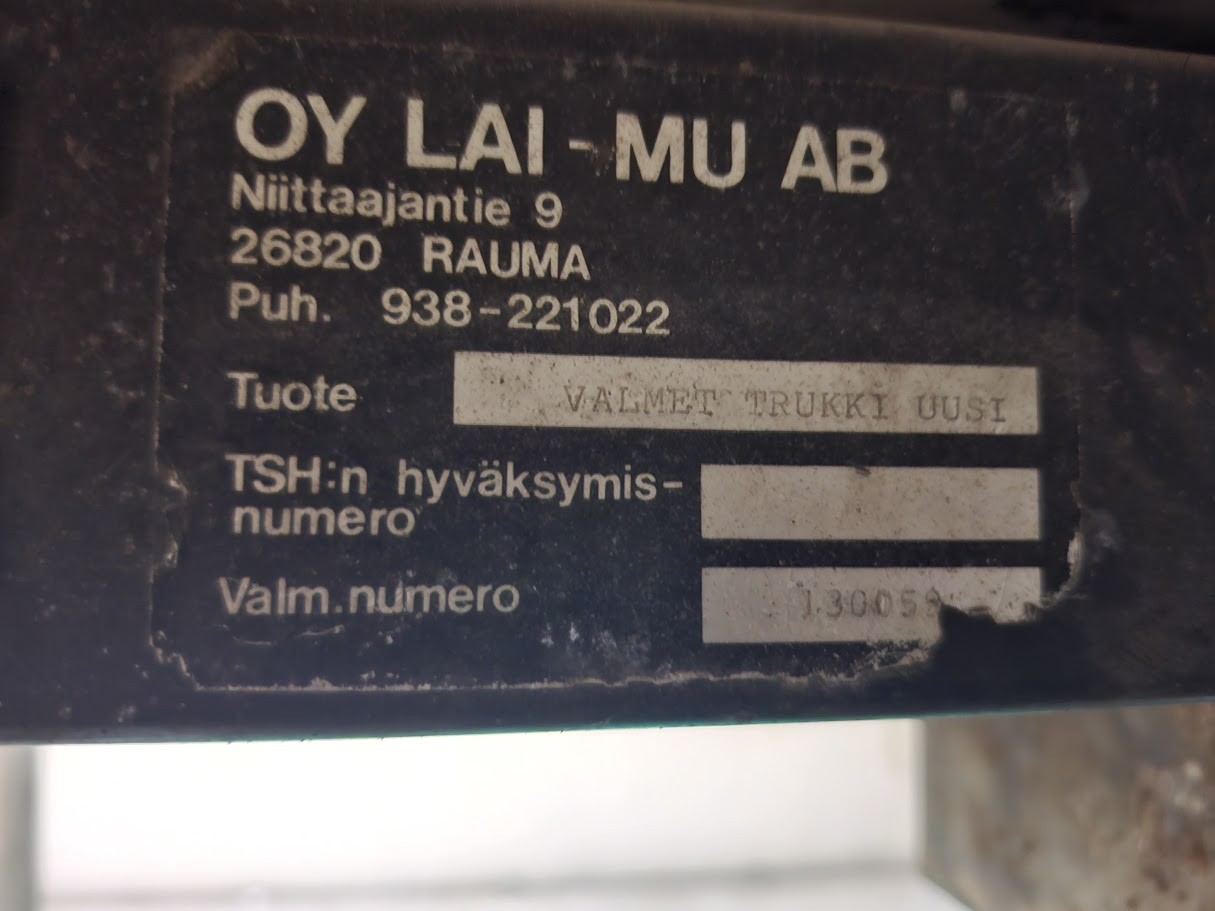 OY LAI-MU AB
Niittaajantie 9
26820 RAUMA
Puh. 938-221022
Tuote VALMET TRUKKI UUSI
TSH:n hyväksymis-
numero
Valm.numero